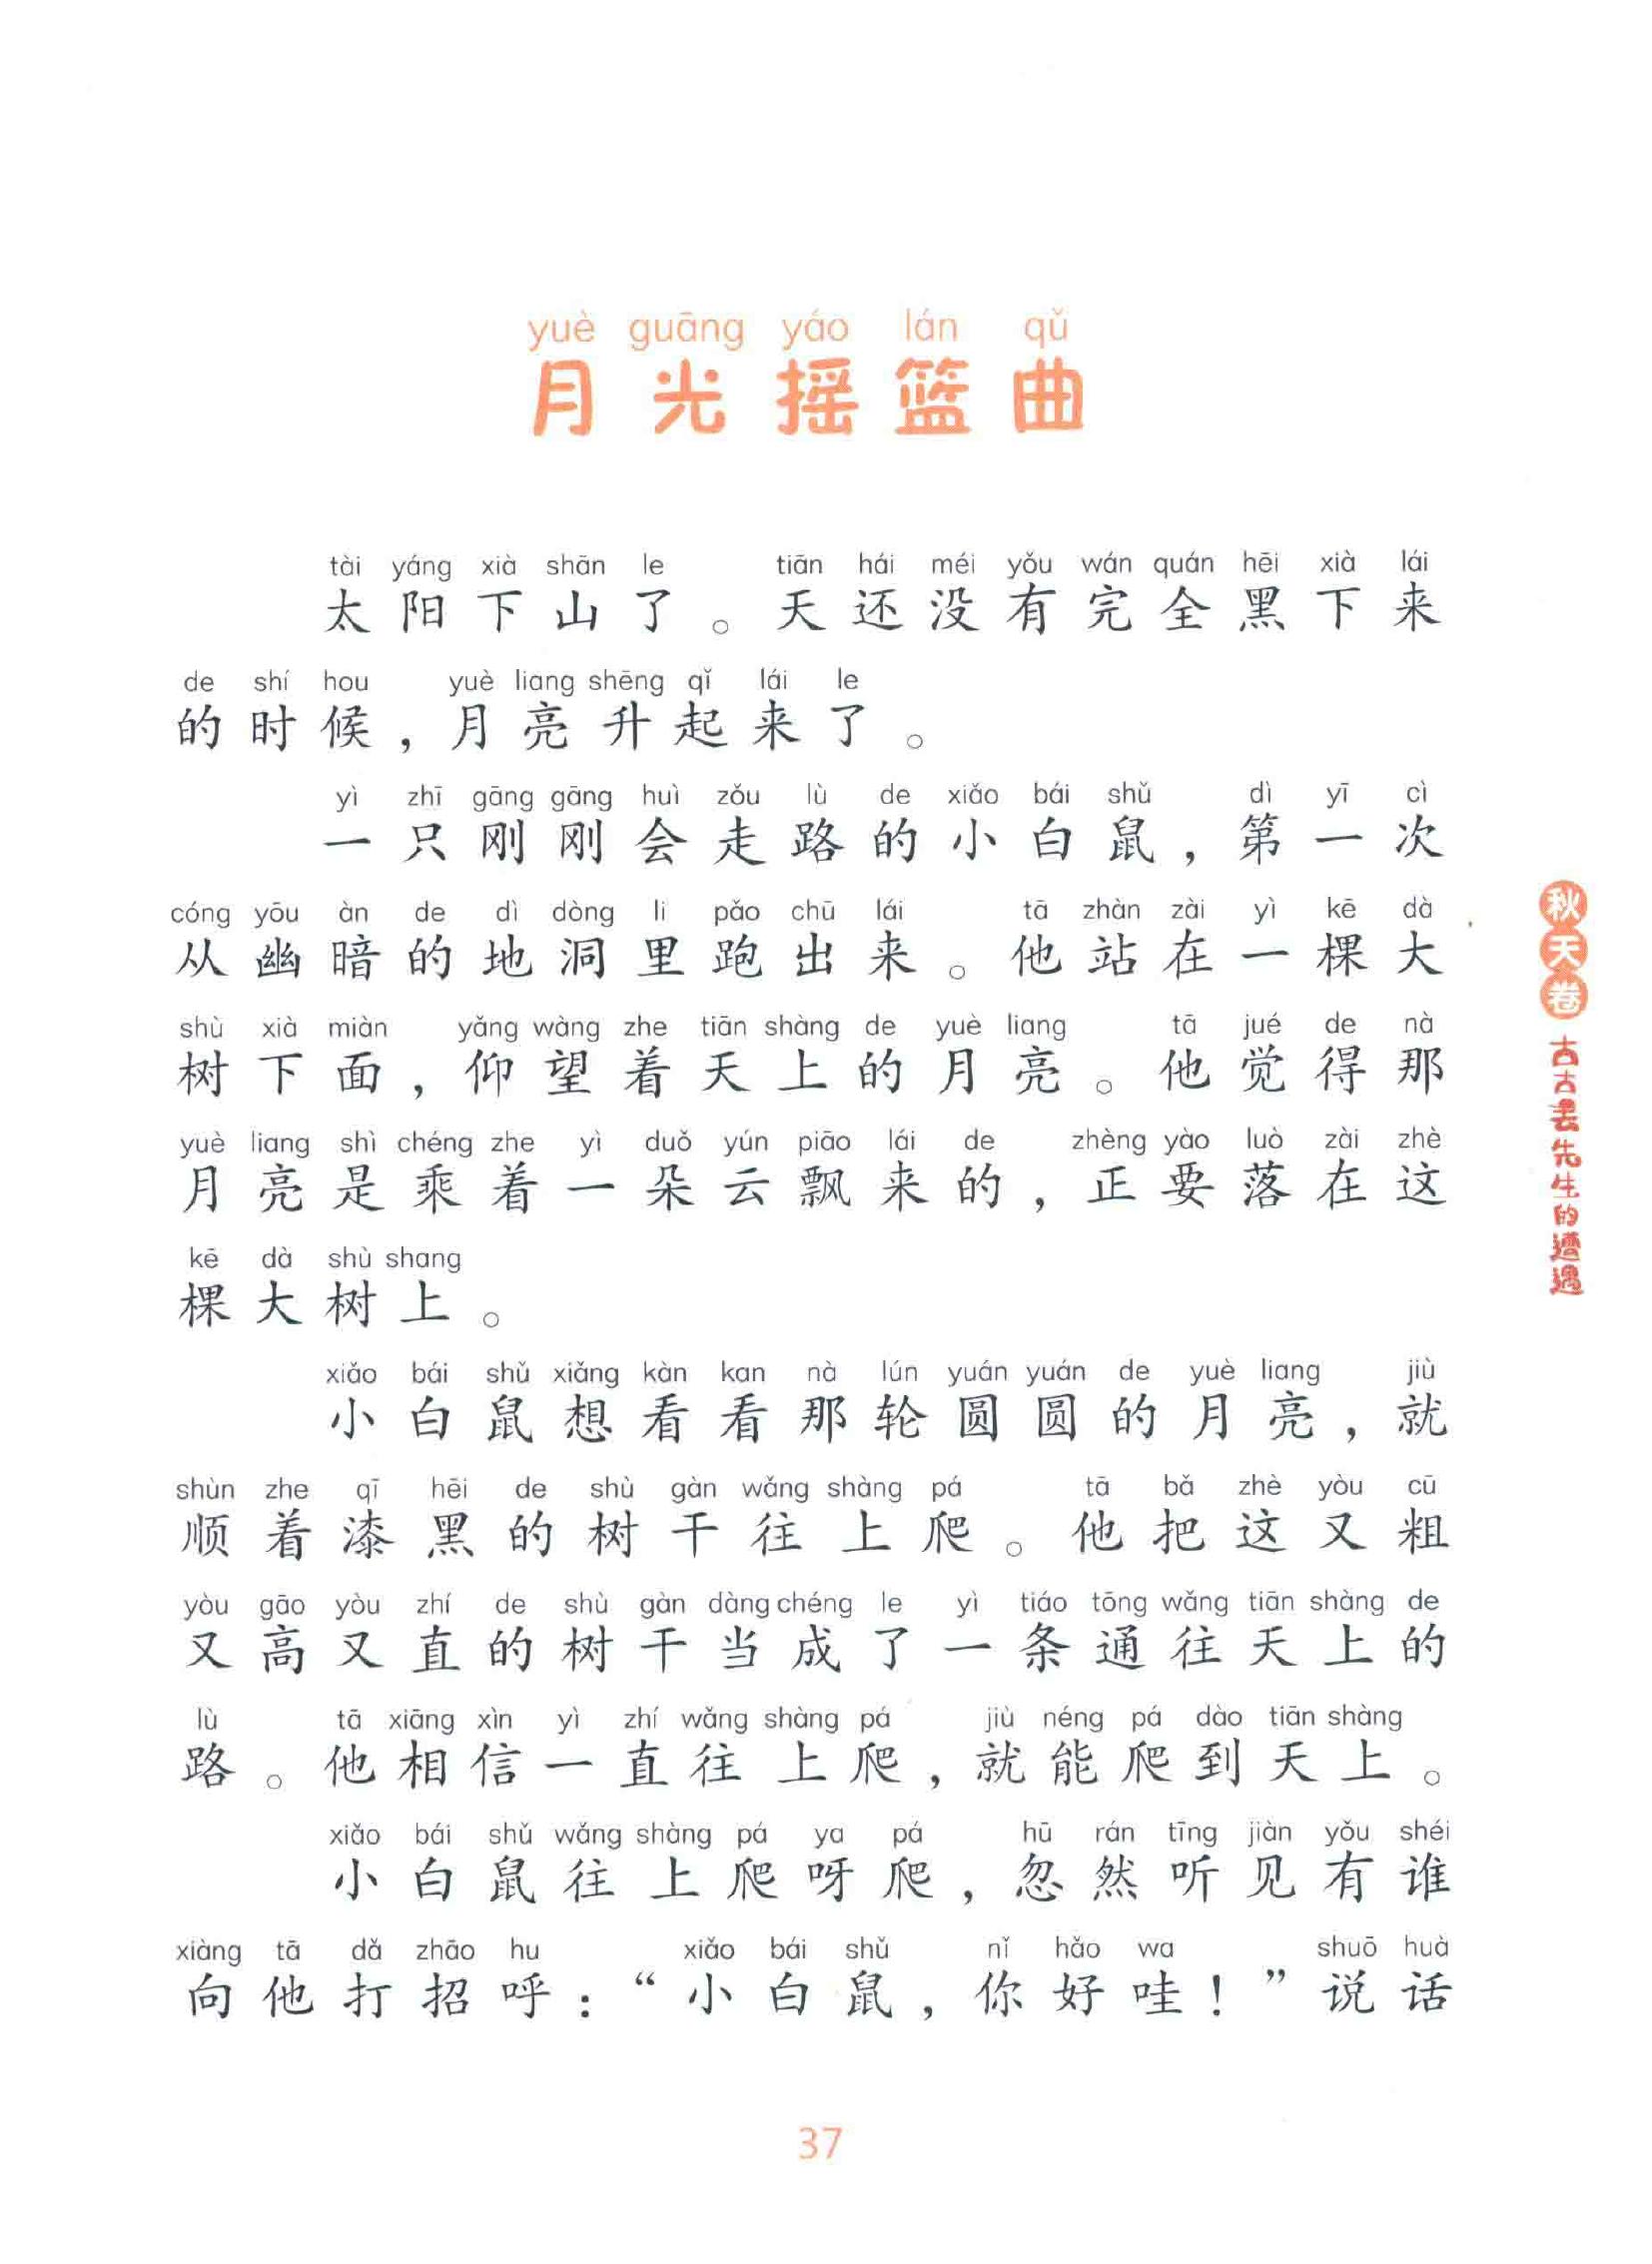 yuè guāng yáo lán qǔ
月光摇篮曲
tài yáng xià shān le tiān hái méi yǒu wán quán hēi xià lái
太阳下山了。天还没有完全黑下来
de shí hou yuè liang shēng qǐ lái le
的时候，月亮升起来了。
yì zhī gāng gāng huì zǒu lù de xiǎo bái shǔ dì yī cì
一只刚刚会走路的小白鼠，第一次
cóng yōu àn de dì dòng li pǎo chū lái tā zhàn zài yì kē dà
从幽暗的地洞里跑出来。他站在一棵大
shù xià miàn yǎng wàng zhe tiān shàng de yuè liang tā jué de nà
树下面，仰望着天上的月亮。他觉得那
yuè liang shì chéng zhe yì duǒ yún piāo lái de zhèng yào luò zài zhè
月亮是乘着一朵云飘来的，正要落在这
kē dà shù shang
棵大树上。
xiǎo bái shǔ xiǎng kàn kan nà lún yuán yuán de yuè liang jiù
小白鼠想看看那轮圆圆的月亮，就
shùn zhe qī hēi de shù gàn wǎng shàng pá tā bǎ zhè yòu cū
顺着漆黑的树干往上爬。他把这又粗
yòu gāo yòu zhí de shù gàn dàng chéng le yì tiáo tōng wǎng tiān shàng de
又高又直的树干当成了一条通往天上的
lù tā xiāng xìn yì zhí wǎng shàng pá jiù néng pá dào tiān shàng
路。他相信一直往上爬，就能爬到天上。
xiǎo bái shǔ wǎng shàng pá ya pá hū rán tīng jiàn yǒu shéi
小白鼠往上爬呀爬，忽然听见有谁
xiàng tā dǎ zhāo hu xiǎo bái shǔ nǐ hǎo wa shuō huà
向他打招呼：“小白鼠，你好哇！”说话
秋天卷 古古丢先生的遭遇
37